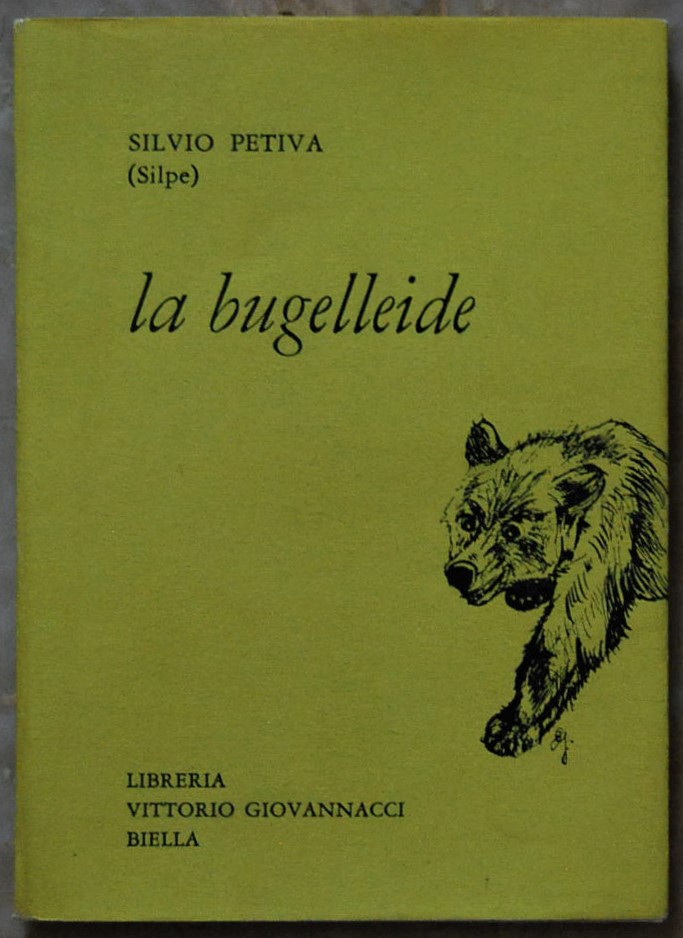 SILVIO PETIVA
(Silpe)
la bugelleide
LIBRERIA
VITTORIO GIOVANNACCI
BIELLA